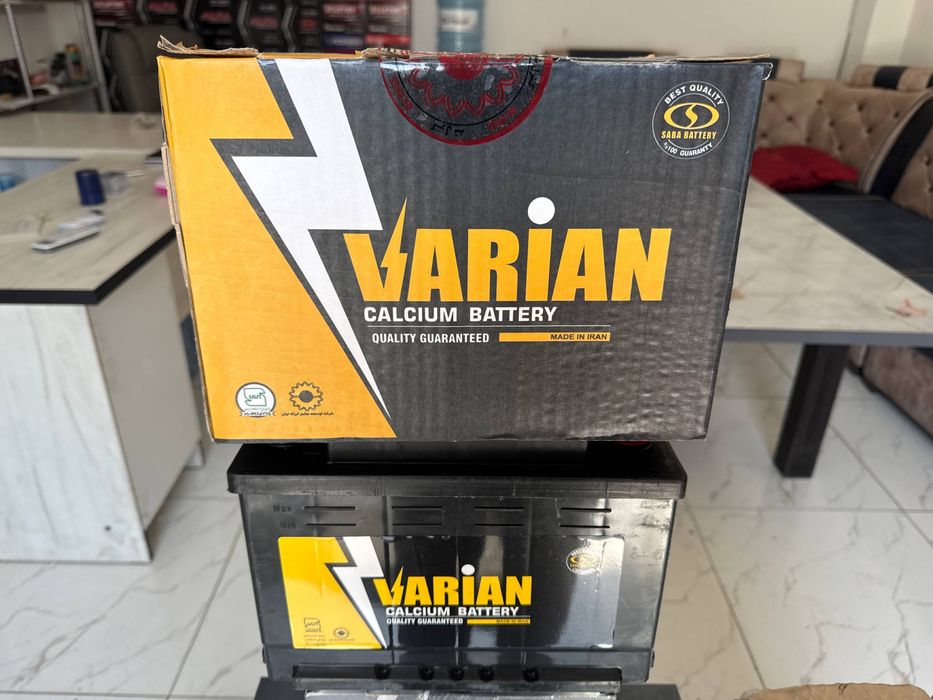 BEST QUALITY
SABA BATTERY
%100 GUARANTY
VARIAN
CALCIUM BATTERY
QUALITY GUARANTEED
MADE IN IRAN
Max
Min
VARIAN
CALCIUM BATTERY
QUALITY GUARANTEED
MADE IN IRAN